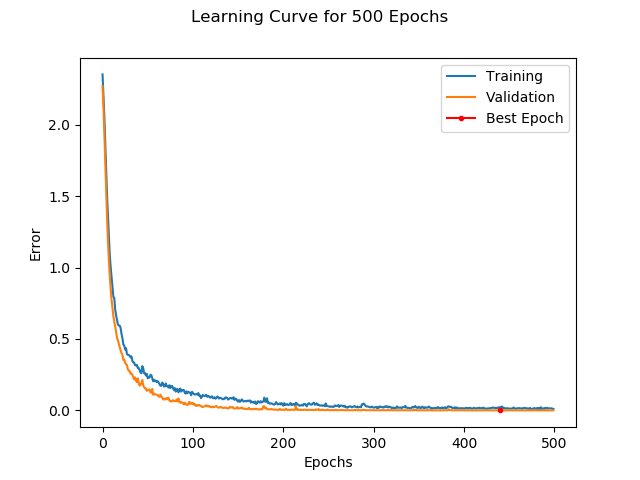 Learning Curve for 500 Epochs
Training
Validation
Best Epoch
2.0
1.5
1.0
0.5
0.0
Error
0 100 200 300 400 500
Epochs